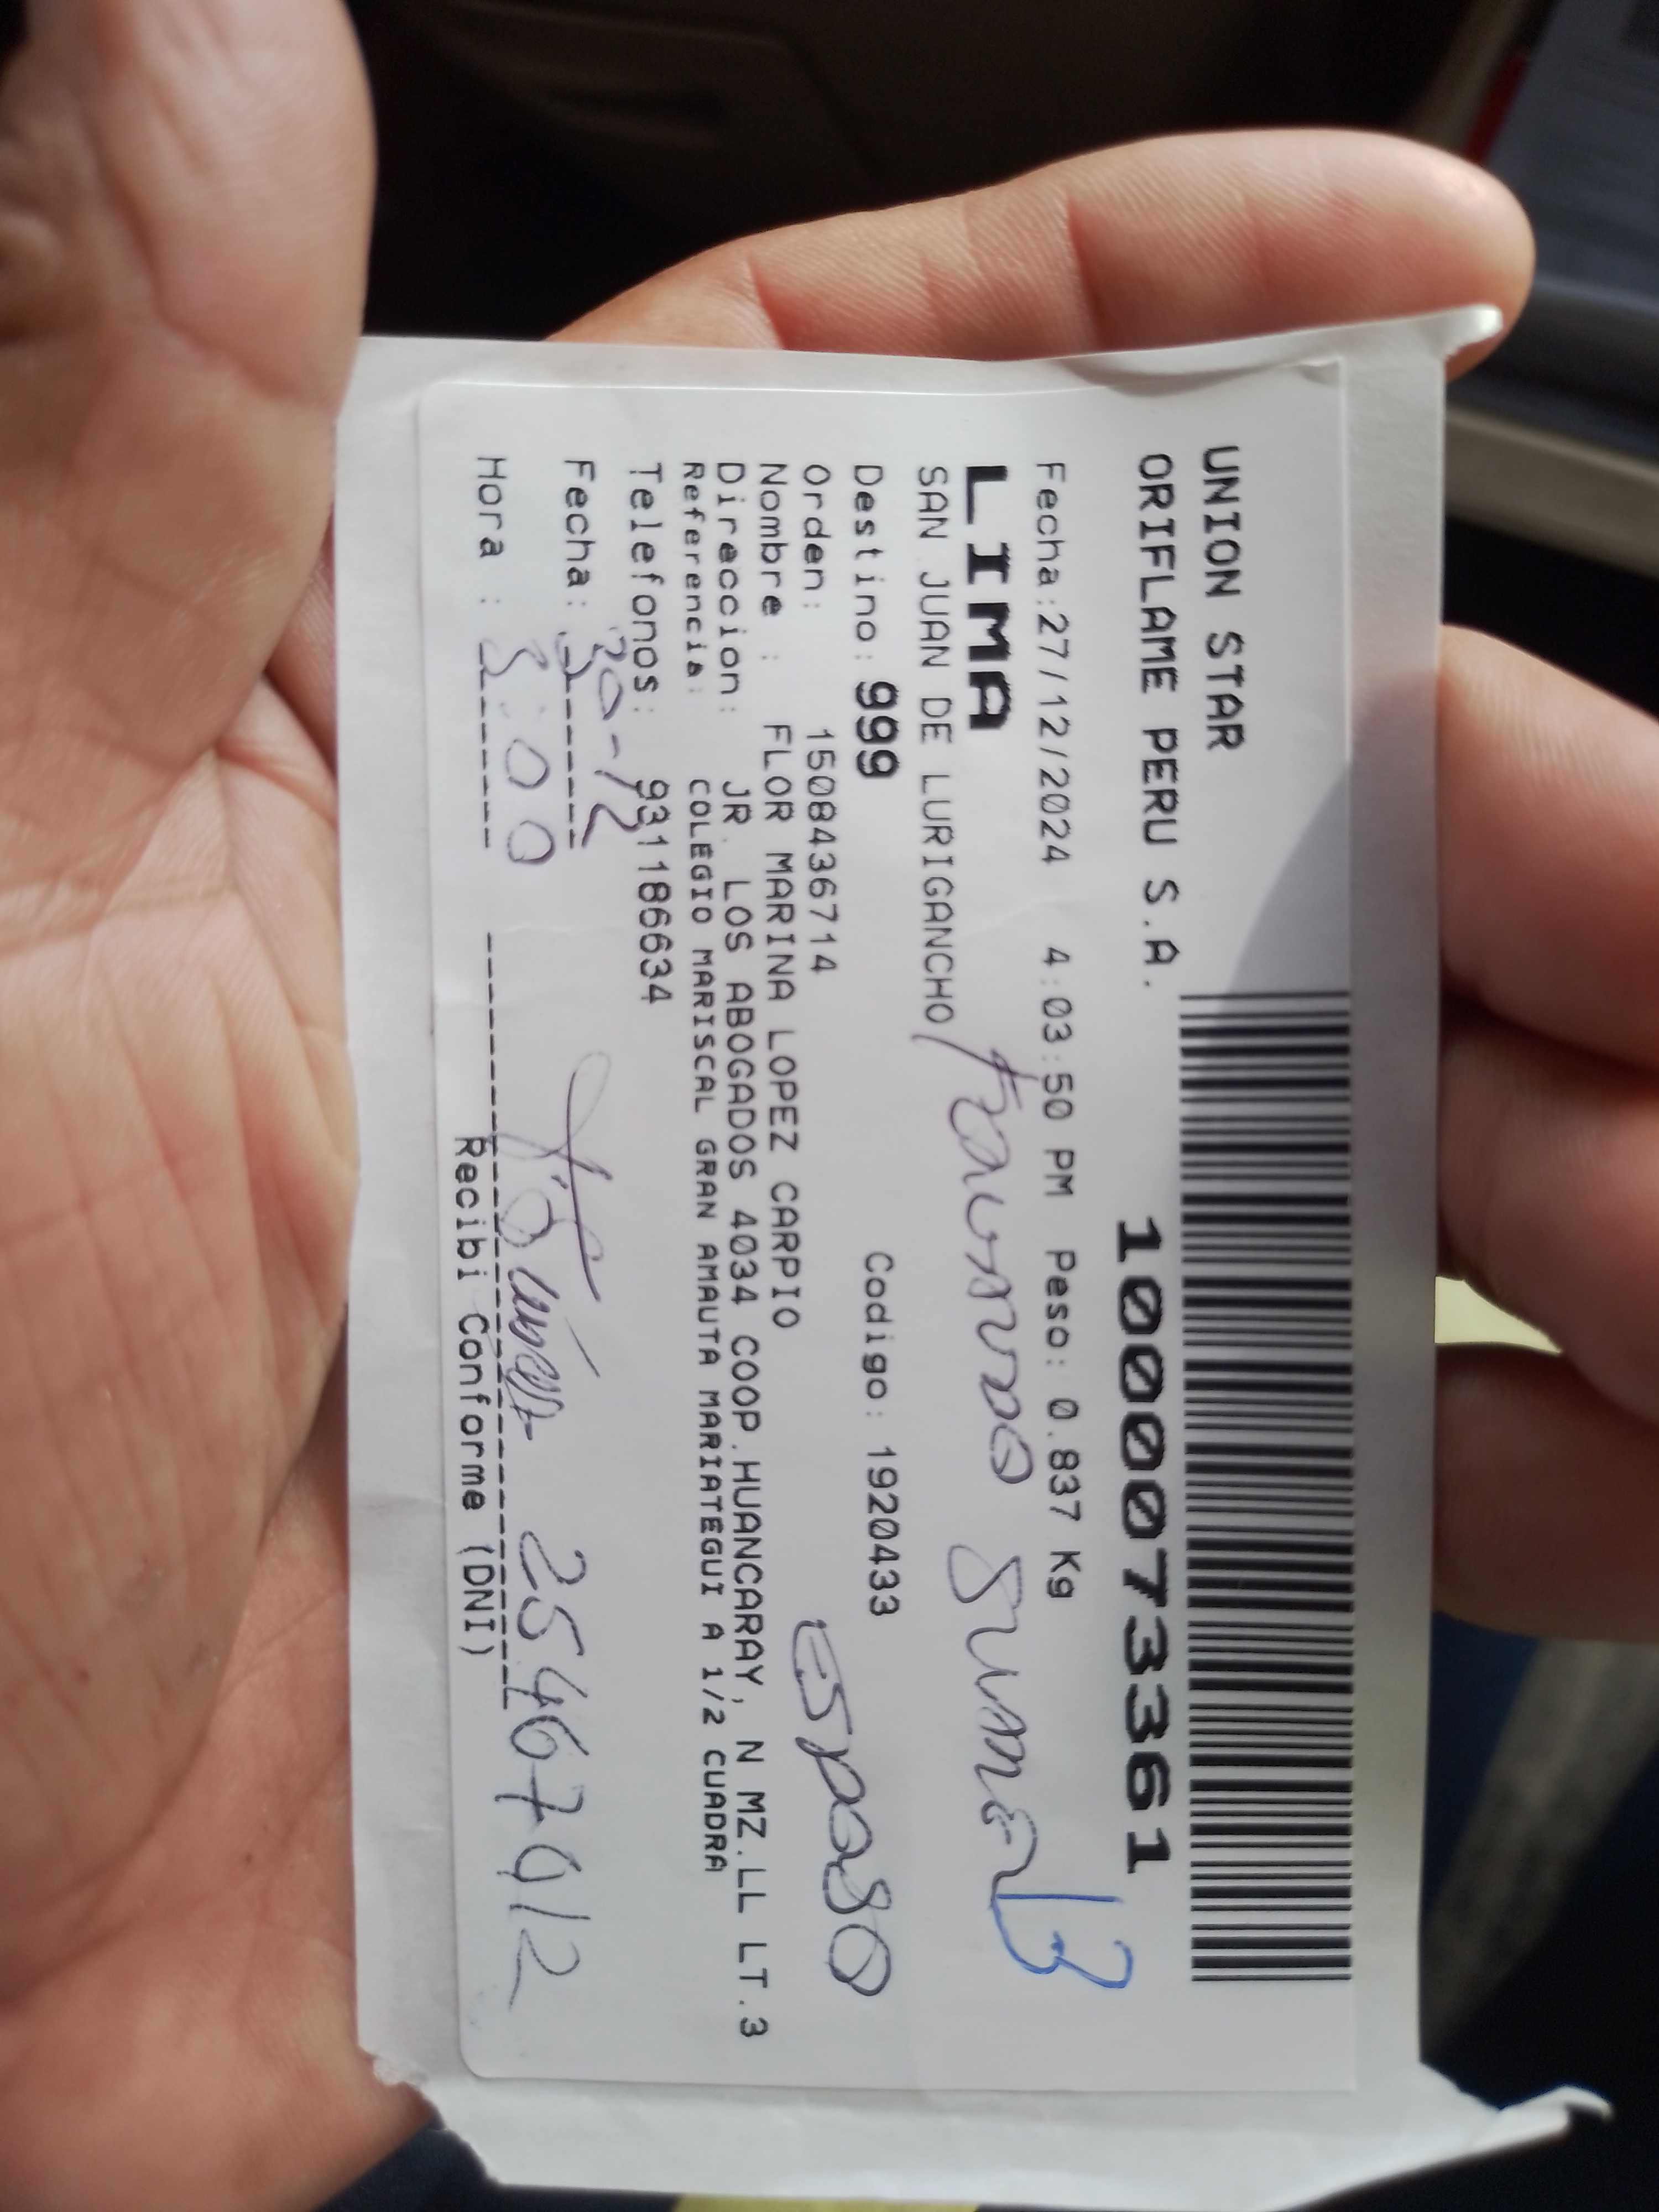 UNION STAR
ORIFLAME PERU S.A.
1000073361
Fecha:27/12/2024 4:03:50 PM Peso: 0.837 Kg
LIMA
SAN JUAN DE LURIGANCHO
Destino: 999 Codigo: 1920433
Orden: 1508436714
esposo
Nombre : FLOR MARINA LOPEZ CARPIO
Direccion: JR. LOS ABOGADOS 4034 COOP.HUANCARAY, N MZ.LL LT.3
Referencia: COLEGIO MARISCAL GRAN AMAUTA MARIATEGUI A 1/2 CUADRA
Telefonos: 931186634
Fecha: 30-12
Hora : 3:00 25467912
Recibi Conforme (DNI)